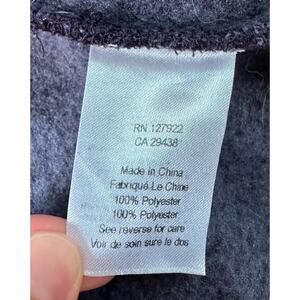 RN 127922
CA 29438
Made in China
Fabriqué Le Chine
100% Polyester
100% Polyester
See reverse for care
Voir de soin sure le dos